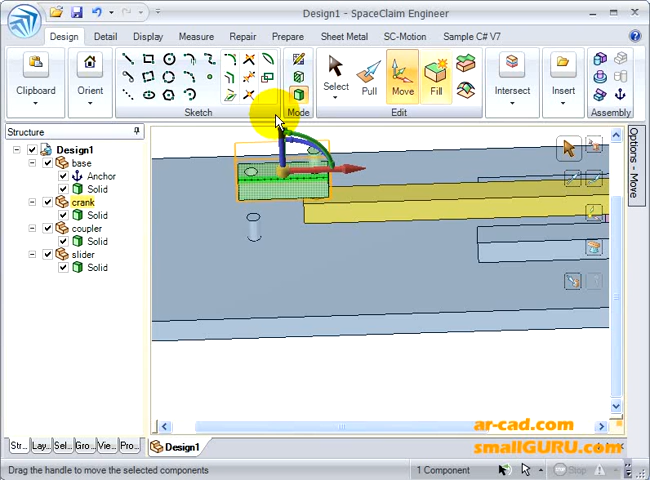 Design1 - SpaceClaim Engineer
Design
Detail
Display
Measure
Repair
Prepare
Sheet Metal
SC-Motion
Sample C# V7
Clipboard
Orient
Select
Pull
Move
Fill
Intersect
Insert
Sketch
Mode
Edit
Assembly
Structure
Design1
base
Anchor
Solid
crank
Solid
coupler
Solid
slider
Solid
Options - Move
ar-cad.com
smallGURU.com
Str...
Lay...
Sel...
Gro...
Vie...
Pro...
Design1
Drag the handle to move the selected components
1 Component
Stop